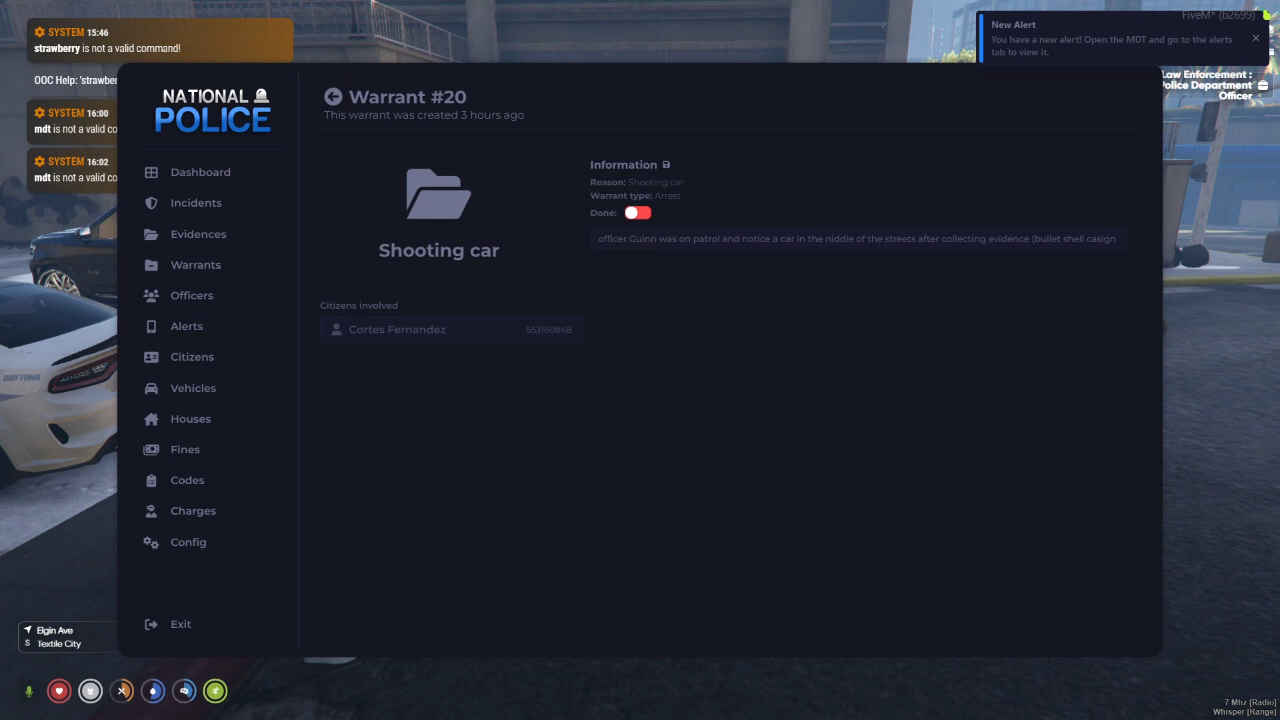 SYSTEM 15:46
strawberry is not a valid command!
OOC Help: 'strawber
SYSTEM 16:00
mdt is not a valid co
SYSTEM 16:02
mdt is not a valid co
FiveM* (b2699)
New Alert
You have a new alert! Open the MDT and go to the alerts
tab to view it.
Law Enforcement :
Police Department
Officer
NATIONAL
POLICE
Dashboard
Incidents
Evidences
Warrants
Officers
Alerts
Citizens
Vehicles
Houses
Fines
Codes
Charges
Config
Exit
Warrant #20
This warrant was created 3 hours ago
Shooting car
Information
Reason: Shooting car
Warrant type: Arrest
Done:
officer Guinn was on patrol and notice a car in the niddle of the streets after collecting evidence (bullet shell casign
Citizens involved
Cortes Fernandez 553160848
DAYTONA
Elgin Ave
S Textile City
7 Mhz [Radio]
Whisper [Range]